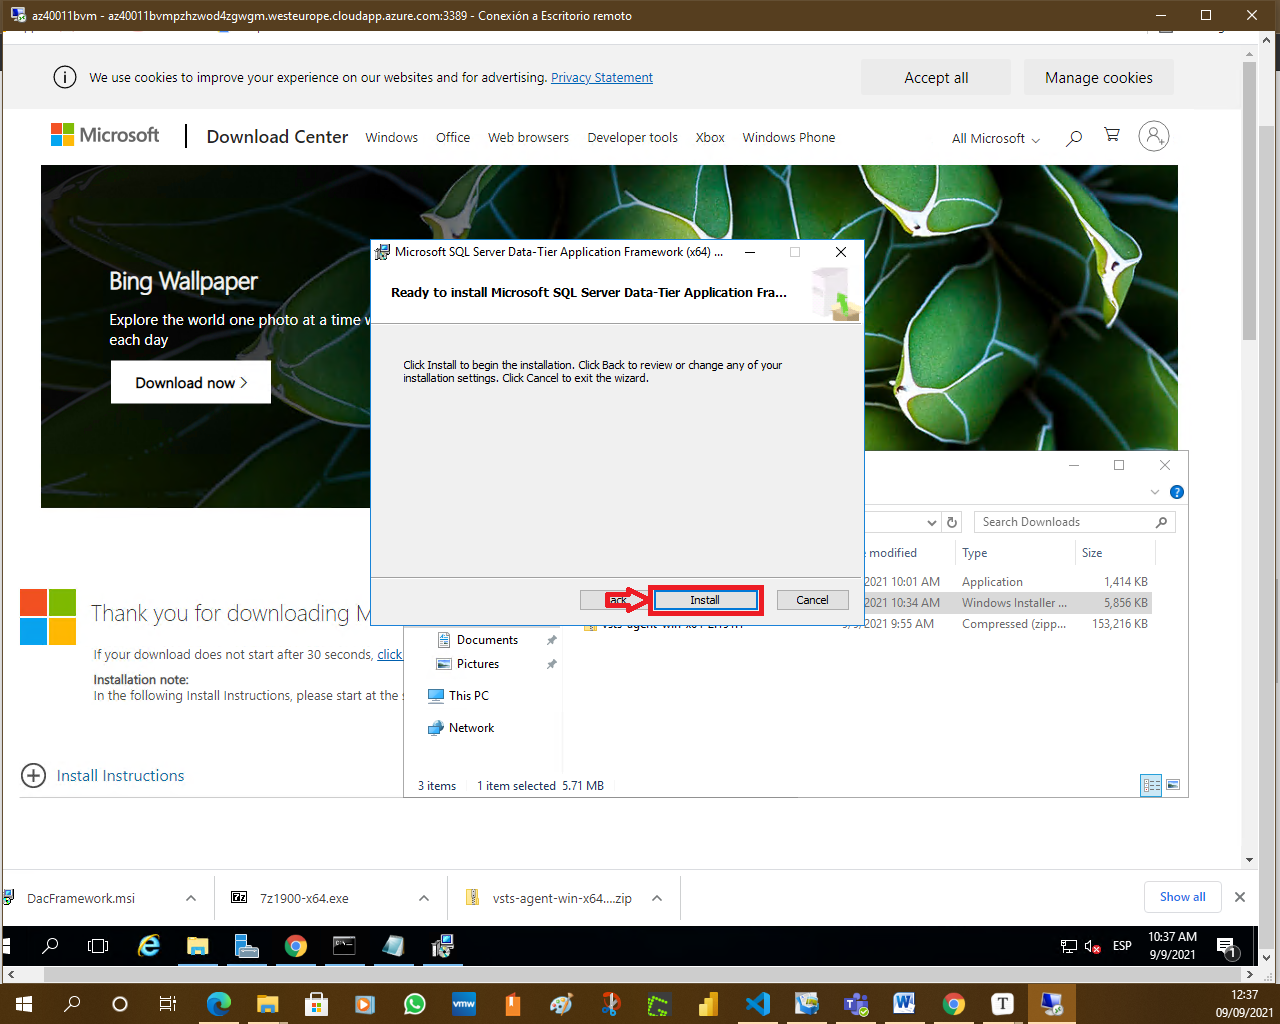 az40011bvm - az40011bvmpzhzwod4zgwgm.westeurope.cloudapp.azure.com:3389 - Conexión a Escritorio remoto
We use cookies to improve your experience on our websites and for advertising. Privacy Statement
Accept all
Manage cookies
Microsoft
Download Center
Windows
Office
Web browsers
Developer tools
Xbox
Windows Phone
All Microsoft
Bing Wallpaper
Explore the world one photo at a time w
each day
Download now
Microsoft SQL Server Data-Tier Application Framework (x64) ...
Ready to install Microsoft SQL Server Data-Tier Application Fra...
Click Install to begin the installation. Click Back to review or change any of your
installation settings. Click Cancel to exit the wizard.
Install
Cancel
Search Downloads
modified
Type
Size
2021 10:01 AM
Application
1,414 KB
2021 10:34 AM
Windows Installer ...
5,856 KB
2021 9:55 AM
Compressed (zipp...
153,216 KB
Documents
Pictures
This PC
Network
3 items
1 item selected 5.71 MB
Thank you for downloading M
If your download does not start after 30 seconds, click
Installation note:
In the following Install Instructions, please start at the
Install Instructions
DacFramework.msi
7z1900-x64.exe
vsts-agent-win-x64....zip
Show all
ESP
10:37 AM
9/9/2021
1
12:37
09/09/2021